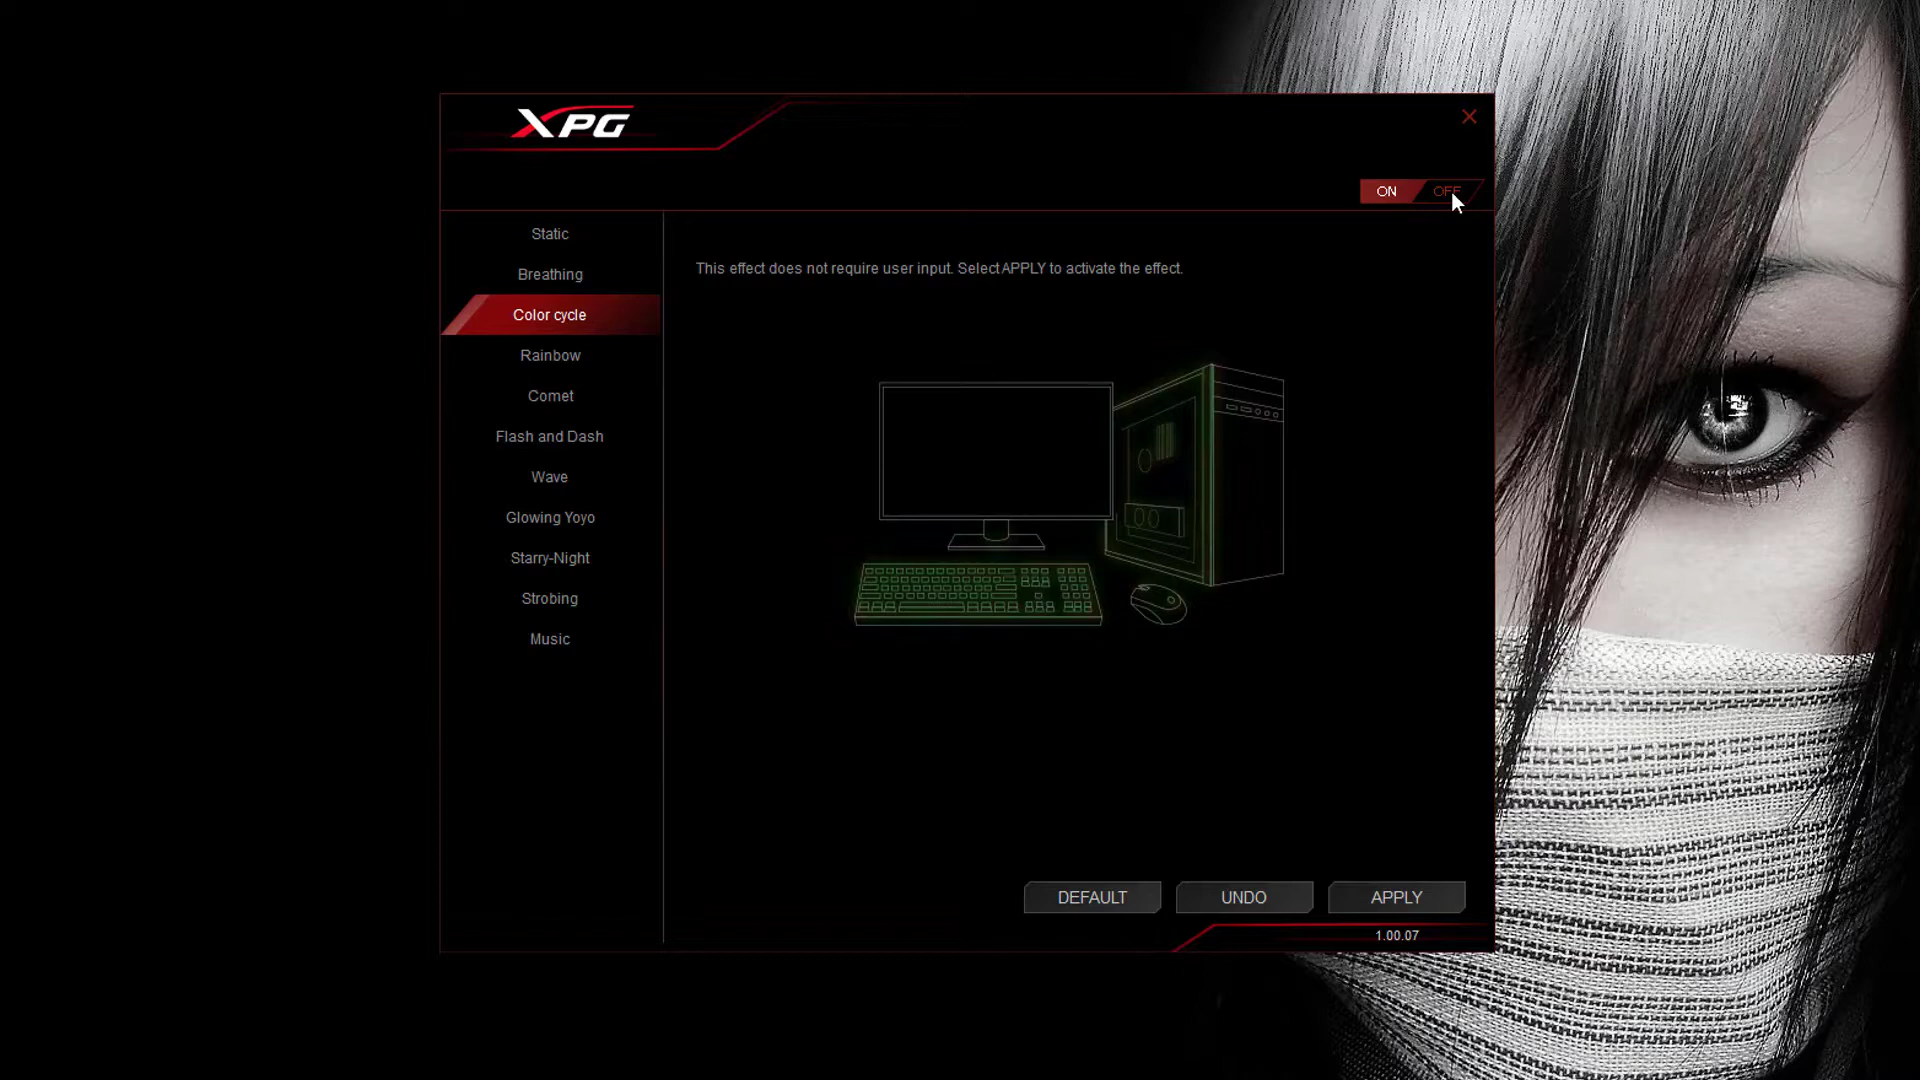 XPG
ON OFF
Static
Breathing
Color cycle
Rainbow
Comet
Flash and Dash
Wave
Glowing Yoyo
Starry-Night
Strobing
Music
This effect does not require user input. Select APPLY to activate the effect.
DEFAULT UNDO APPLY
1.00.07